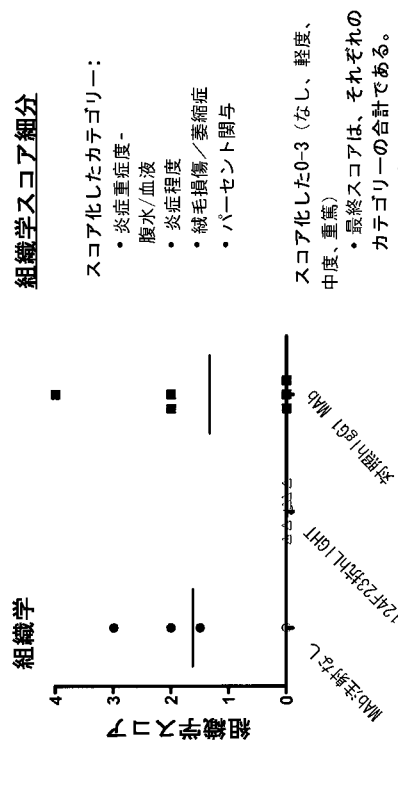 組織学
組織学スコア
4
3
2
1
0
MAb注射なし
124F23抗hLIGHT
対照hIgG1 MAb
組織学スコア細分
スコア化したカテゴリー:
• 炎症重症度-
腹水/血液
• 炎症程度
• 絨毛損傷/萎縮症
• パーセント関与
スコア化した0-3(なし、軽度、
中度、重篤)
• 最終スコアは、それぞれの
カテゴリーの合計である。